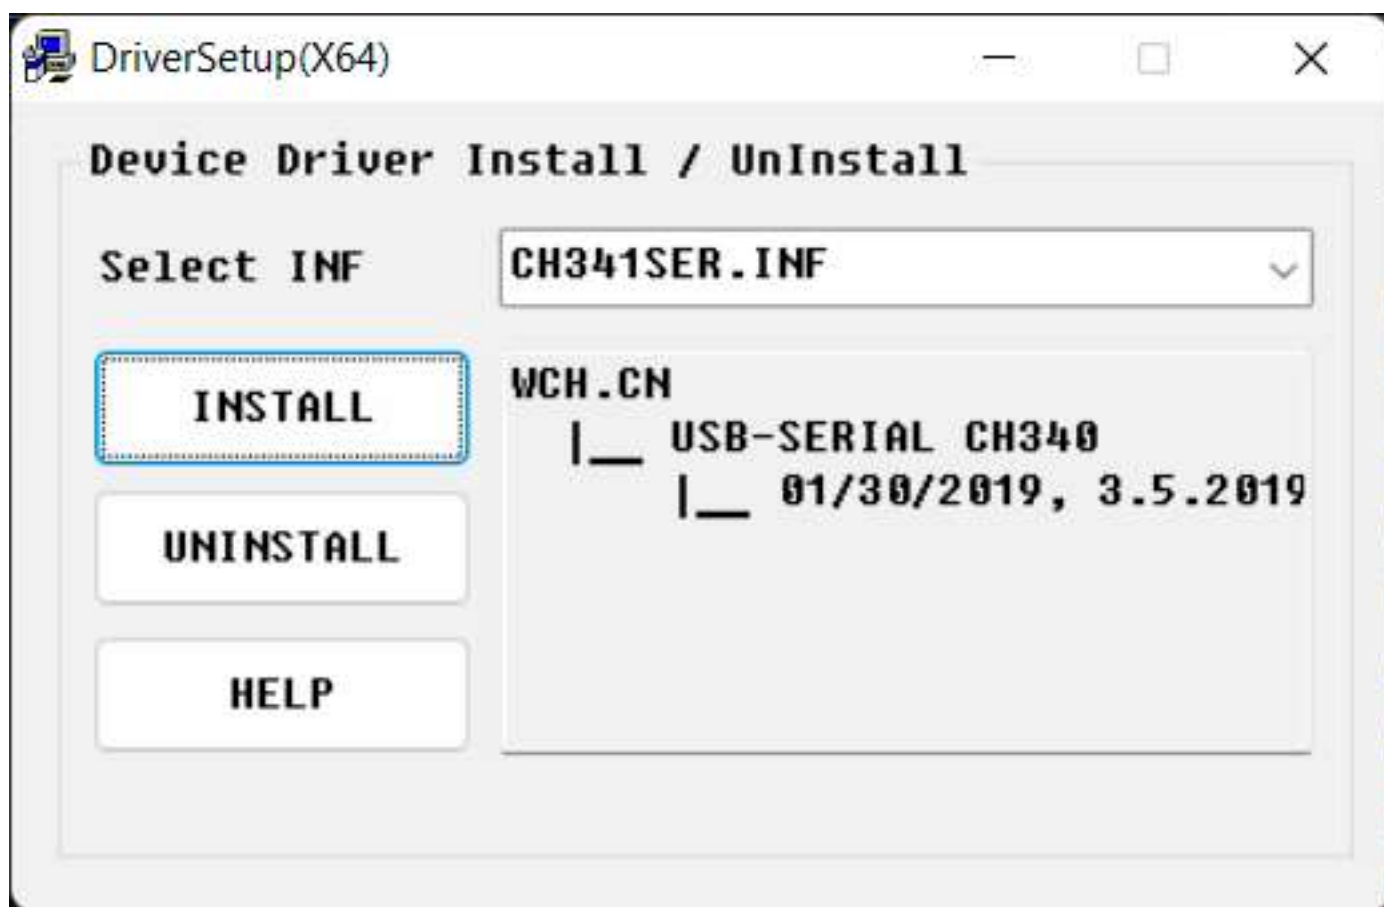 DriverSetup(X64)
Device Driver Install / UnInstall
Select INF
CH341SER.INF
INSTALL
WCH.CN
|__ USB-SERIAL CH340
|__ 01/30/2019, 3.5.2019
UNINSTALL
HELP